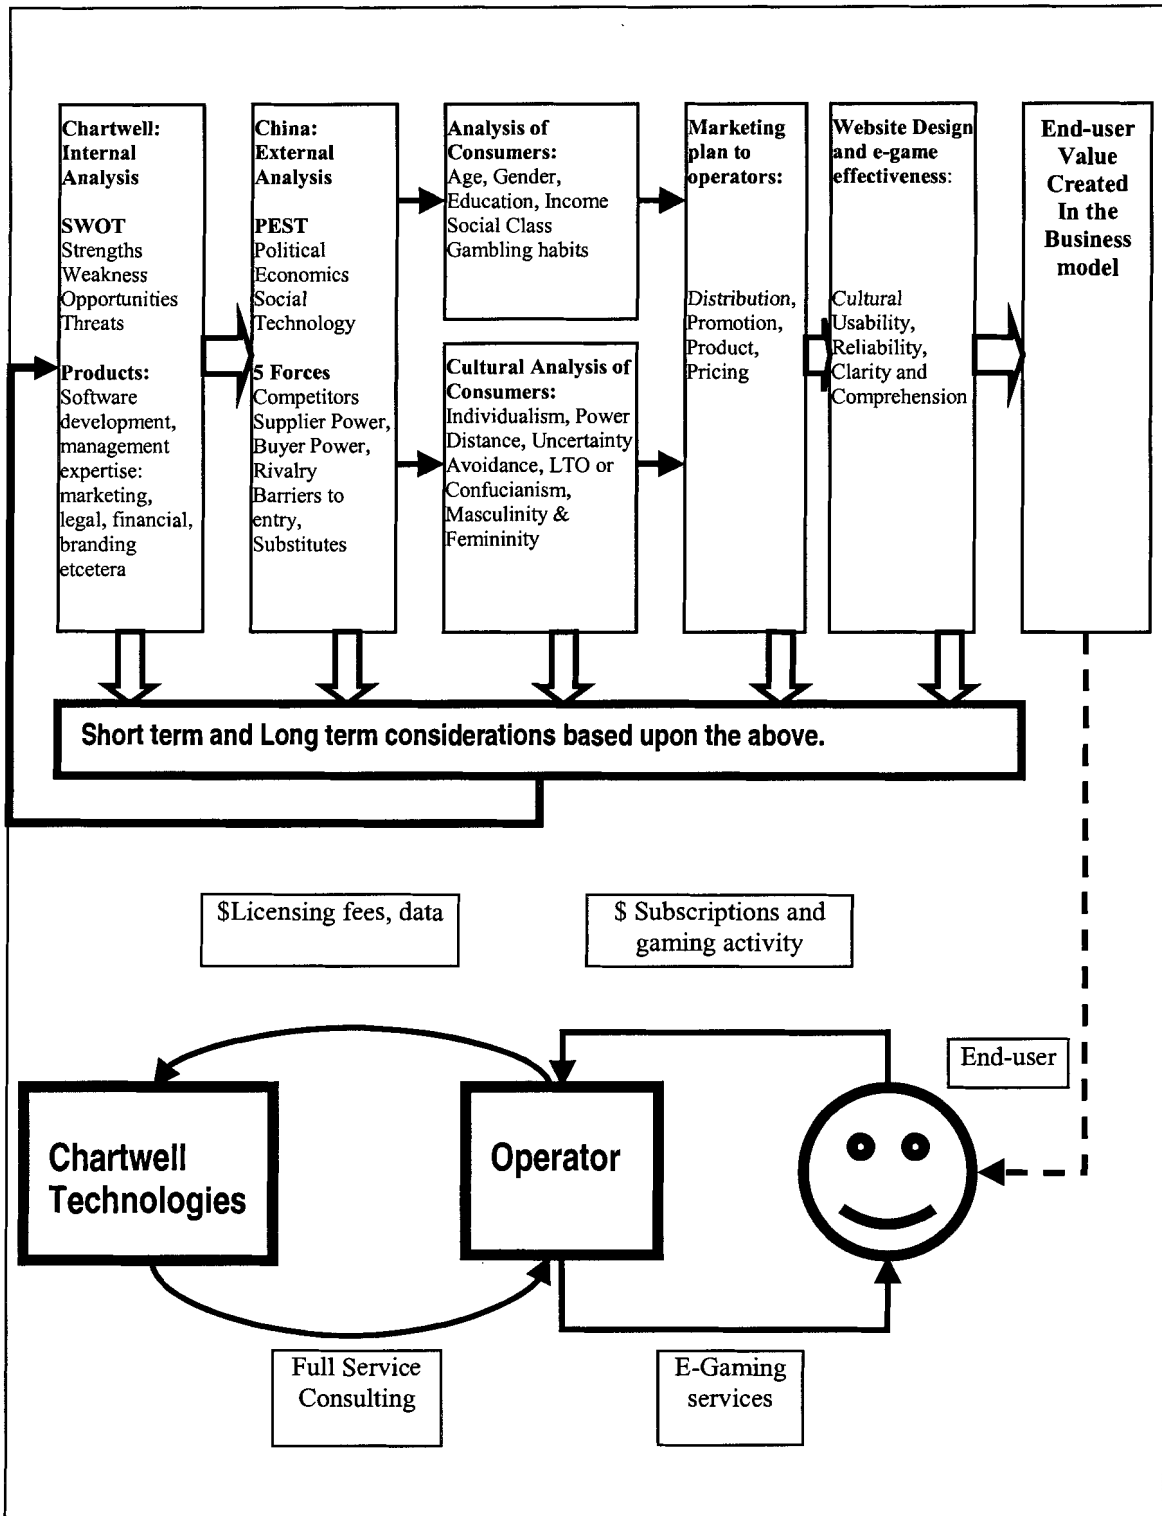 Chartwell:
Internal
Analysis
SWOT
Strengths
Weakness
Opportunities
Threats
Products:
Software
development,
management
expertise:
marketing,
legal, financial,
branding
etcetera
China:
External
Analysis
PEST
Political
Economics
Social
Technology
5 Forces
Competitors
Supplier Power,
Buyer Power,
Rivalry
Barriers to
entry,
Substitutes
Analysis of
Consumers:
Age, Gender,
Education, Income
Social Class
Gambling habits
Cultural Analysis of
Consumers:
Individualism, Power
Distance, Uncertainty
Avoidance, LTO or
Confucianism,
Masculinity &
Femininity
Marketing
plan to
operators:
Distribution,
Promotion,
Product,
Pricing
Website Design
and e-game
effectiveness:
Cultural
Usability,
Reliability,
Clarity and
Comprehension
End-user
Value
Created
In the
Business
model
Short term and Long term considerations based upon the above.
$Licensing fees, data
$ Subscriptions and
gaming activity
End-user
Chartwell
Technologies
Operator
Full Service
Consulting
E-Gaming
services